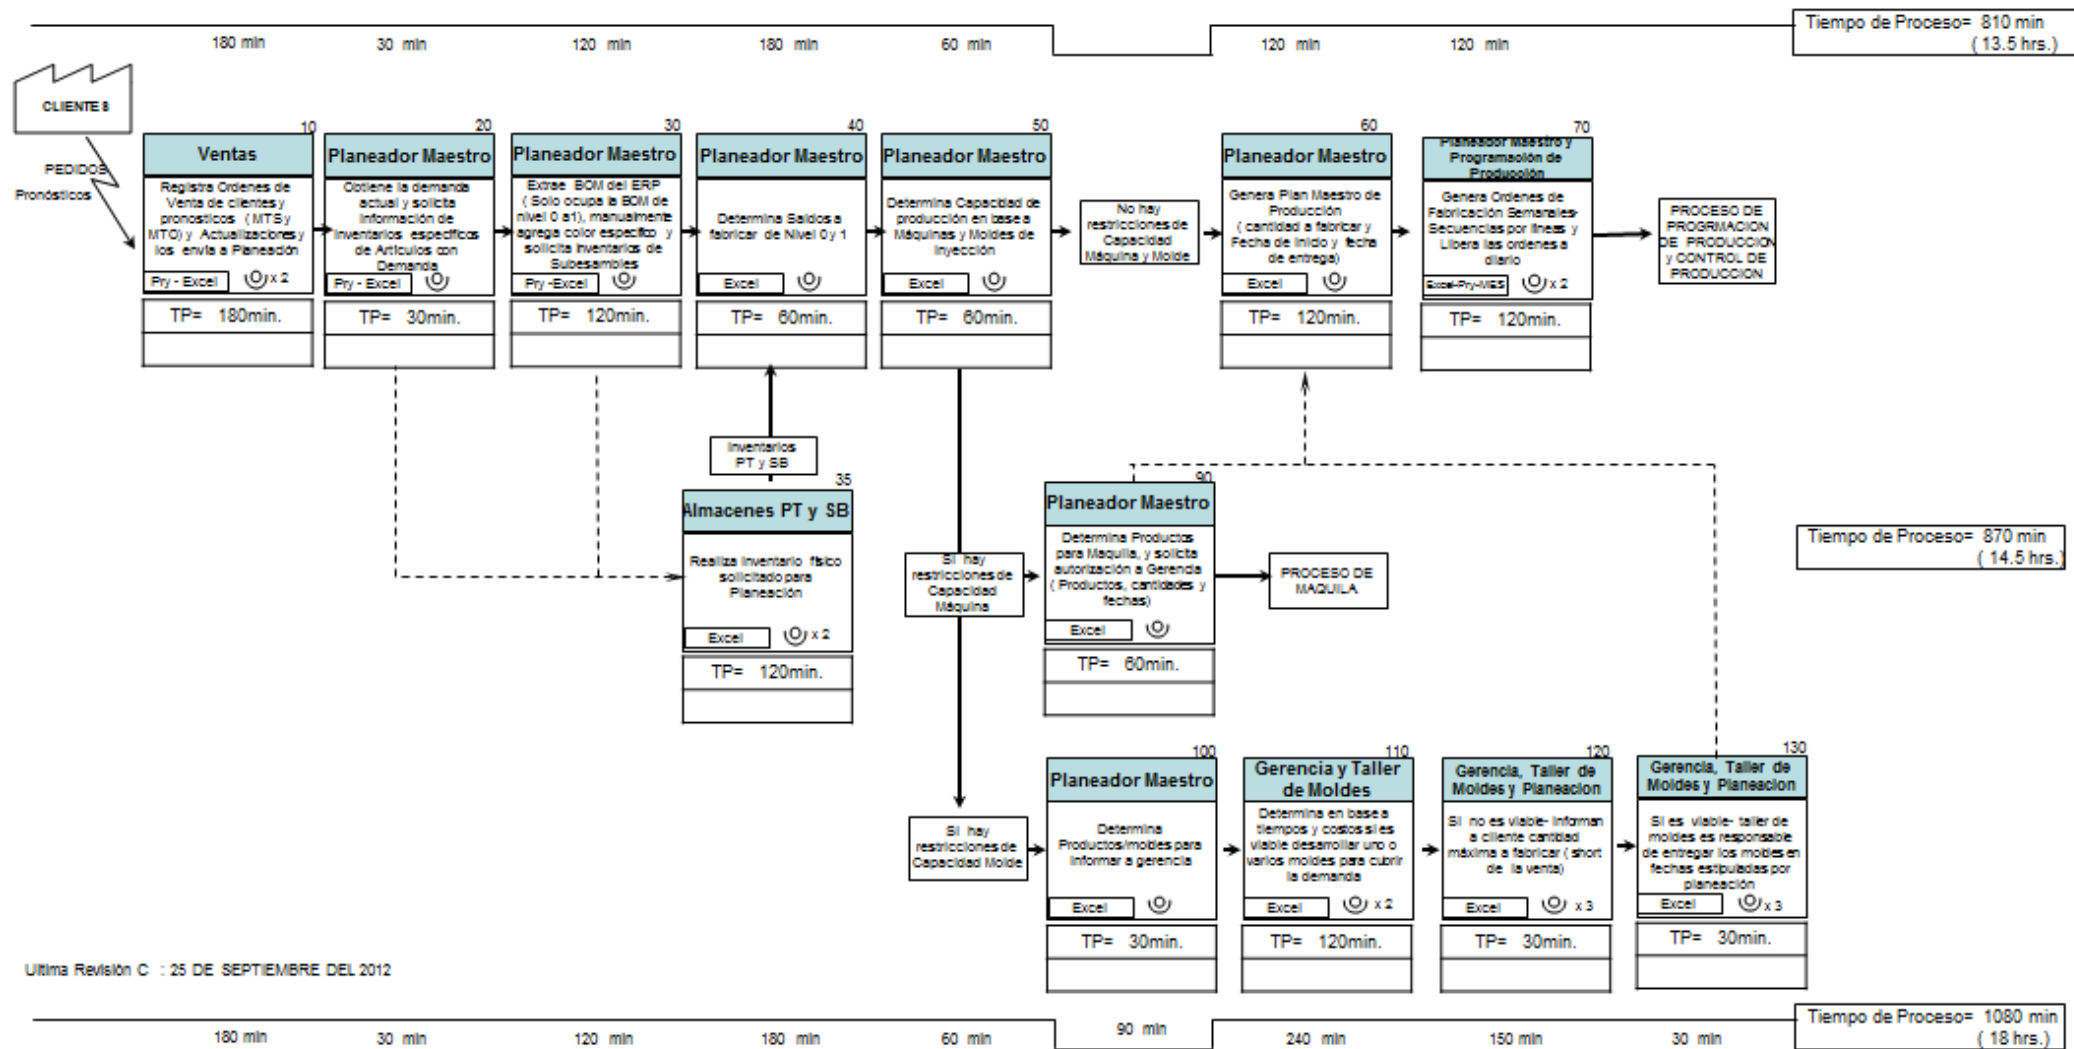 180 min
30 min
120 min
180 min
60 min
120 min
120 min
Tiempo de Proceso= 810 min
( 13.5 hrs.)
CLIENTES
PEDIDOS
Pronósticos
10
Ventas
Registra Ordenes de
Venta de clientes y
pronosticos ( MTS y
MTO) y Actualizaciones y
los envia a Planeación
Pry - Excel
x 2
TP= 180min.
20
Planeador Maestro
Obtiene la demanda
actual y solicita
información de
inventarios específicos
de Artículos con
Demanda
Pry - Excel
TP= 30min.
30
Planeador Maestro
Extrae BOM del ERP
( Solo ocupa la BOM de
nivel 0 a1), manualmente
agrega color especifico y
solicita inventarios de
Subesambles
Pry -Excel
TP= 120min.
40
Planeador Maestro
Determina Saldos a
fabricar de Nivel 0 y 1
Excel
TP= 60min.
50
Planeador Maestro
Determina Capacidad de
producción en base a
Máquinas y Moldes de
Inyección
Excel
TP= 60min.
No hay
restricciones de
Capacidad
Máquina y Molde
60
Planeador Maestro
Genera Plan Maestro de
Producción
( cantidad a fabricar y
Fecha de inicio y fecha
de entrega)
Excel
TP= 120min.
70
Planeador Maestro y
Programación de
Producción
Genera Ordenes de
Fabricación Semanales-
Secuencias por líneas y
Libera las ordenes a
diario
Excel-Pry-MES
x 2
TP= 120min.
PROCESO DE
PROGRMACION
DE PRODUCCION
y CONTROL DE
PRODUCCION
Inventarios
PT y SB
35
Almacenes PT y SB
Realiza inventario físico
solicitado para
Planeación
Excel
x 2
TP= 120min.
Si hay
restricciones de
Capacidad
Máquina
90
Planeador Maestro
Determina Productos
para Maquila, y solicita
autorización a Gerencia
( Productos, cantidades y
fechas)
Excel
TP= 60min.
PROCESO DE
MAQUILA
Tiempo de Proceso= 870 min
( 14.5 hrs.)
Si hay
restricciones de
Capacidad Molde
100
Planeador Maestro
Determina
Productos/moldes para
informar a gerencia
Excel
TP= 30min.
110
Gerencia y Taller
de Moldes
Determina en base a
tiempos y costos si es
viable desarrollar uno o
varios moldes para cubrir
la demanda
Excel
x 2
TP= 120min.
120
Gerencia, Taller de
Moldes y Planeacion
Si no es viable- informan
a cliente cantidad
máxima a fabricar ( short
de la venta)
Excel
x 3
TP= 30min.
130
Gerencia, Taller de
Moldes y Planeacion
Si es viable- taller de
moldes es responsable
de entregar los moldes en
fechas estipuladas por
planeación
Excel
x 3
TP= 30min.
Ultima Revisión C : 25 DE SEPTIEMBRE DEL 2012
180 min
30 min
120 min
180 min
60 min
90 min
240 min
150 min
30 min
Tiempo de Proceso= 1080 min
( 18 hrs.)